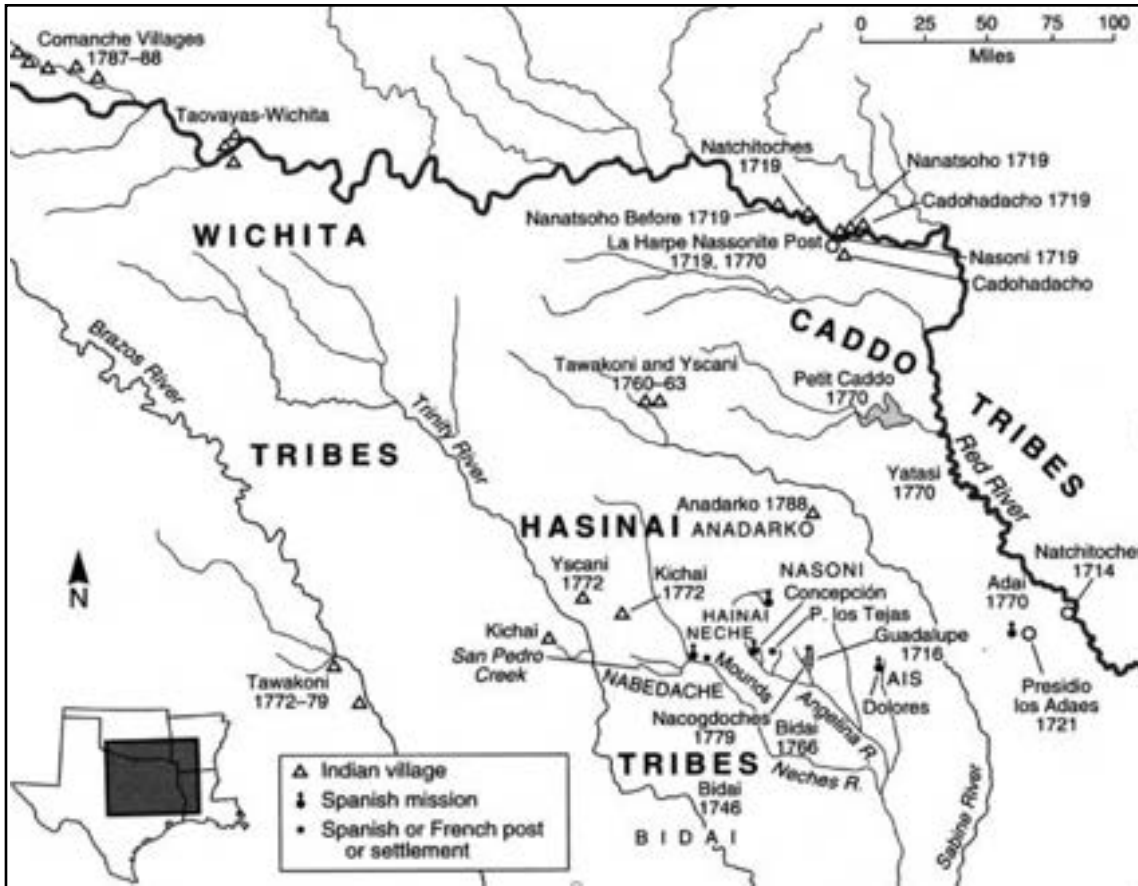 Comanche Villages
1787–88
0 25 50 75 100
Miles
Taovayas-Wichita
Natchitoches
1719
Nanatsoho 1719
Cadohadacho 1719
Nanatsoho Before 1719
La Harpe Nassonite Post
1719, 1770
Nasoni 1719
Cadohadacho
WICHITA
CADDO
Brazos River
Tawakoni and Yscani
1760–63
Petit Caddo
1770
Trinity River
TRIBES
TRIBES
Red River
Yatasi
1770
Anadarko 1788
HASINAI
ANADARKO
Natchitoches
1714
N
Yscani
1772
Kichai
1772
NASONI
Concepción
Adai
1770
HAINAI
P. los Tejas
NECHE
Guadalupe
1716
Kichai
San Pedro
Creek
Mounds
NABEDACHE
AIS
Tawakoni
1772–79
Presidio
los Adaes
1721
Dolores
Nacogdoches
1779
Bidai
1766
Angelina R.
Neches R.
TRIBES
Bidai
1746
BIDAI
Sabine River
Indian village
Spanish mission
Spanish or French post
or settlement